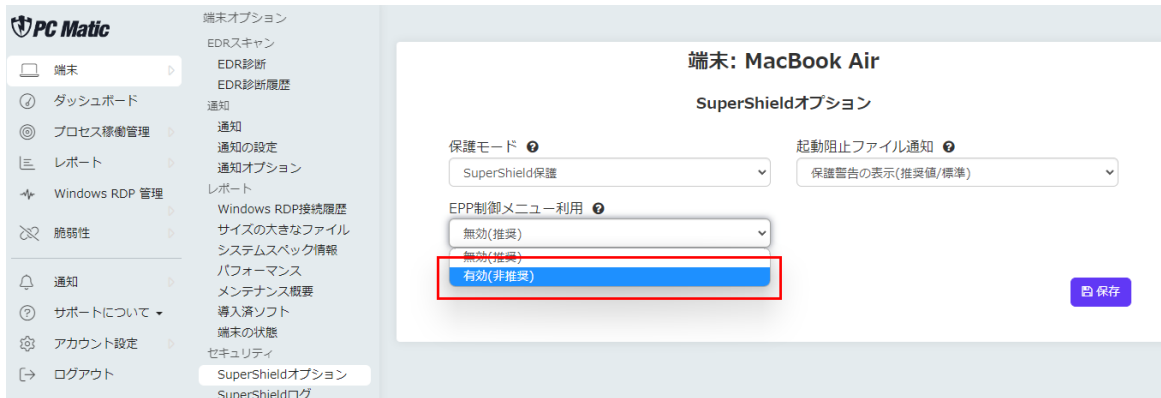 PC Matic
端末
ダッシュボード
プロセス稼働管理
レポート
Windows RDP 管理
脆弱性
通知
サポートについて
アカウント設定
ログアウト
端末オプション
EDRスキャン
EDR診断
EDR診断履歴
通知
通知
通知の設定
通知オプション
レポート
Windows RDP接続履歴
サイズの大きなファイル
システムスペック情報
パフォーマンス
メンテナンス概要
導入済ソフト
端末の状態
セキュリティ
SuperShieldオプション
SuperShieldログ
端末: MacBook Air
SuperShieldオプション
保護モード
SuperShield保護
起動阻止ファイル通知
保護警告の表示(推奨値/標準)
EPP制御メニュー利用
無効(推奨)
無効(推奨)
有効(非推奨)
保存